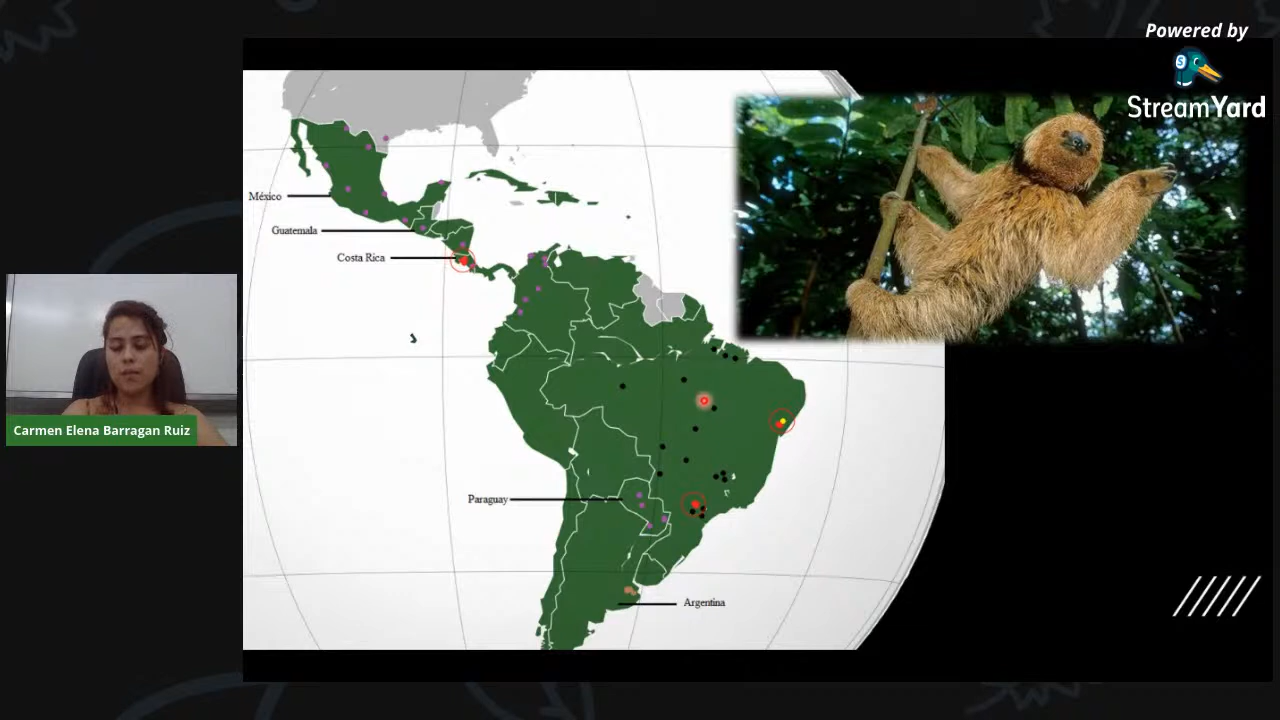 Powered by
StreamYard
México
Guatemala
Costa Rica
Carmen Elena Barragan Ruiz
Paraguay
Argentina